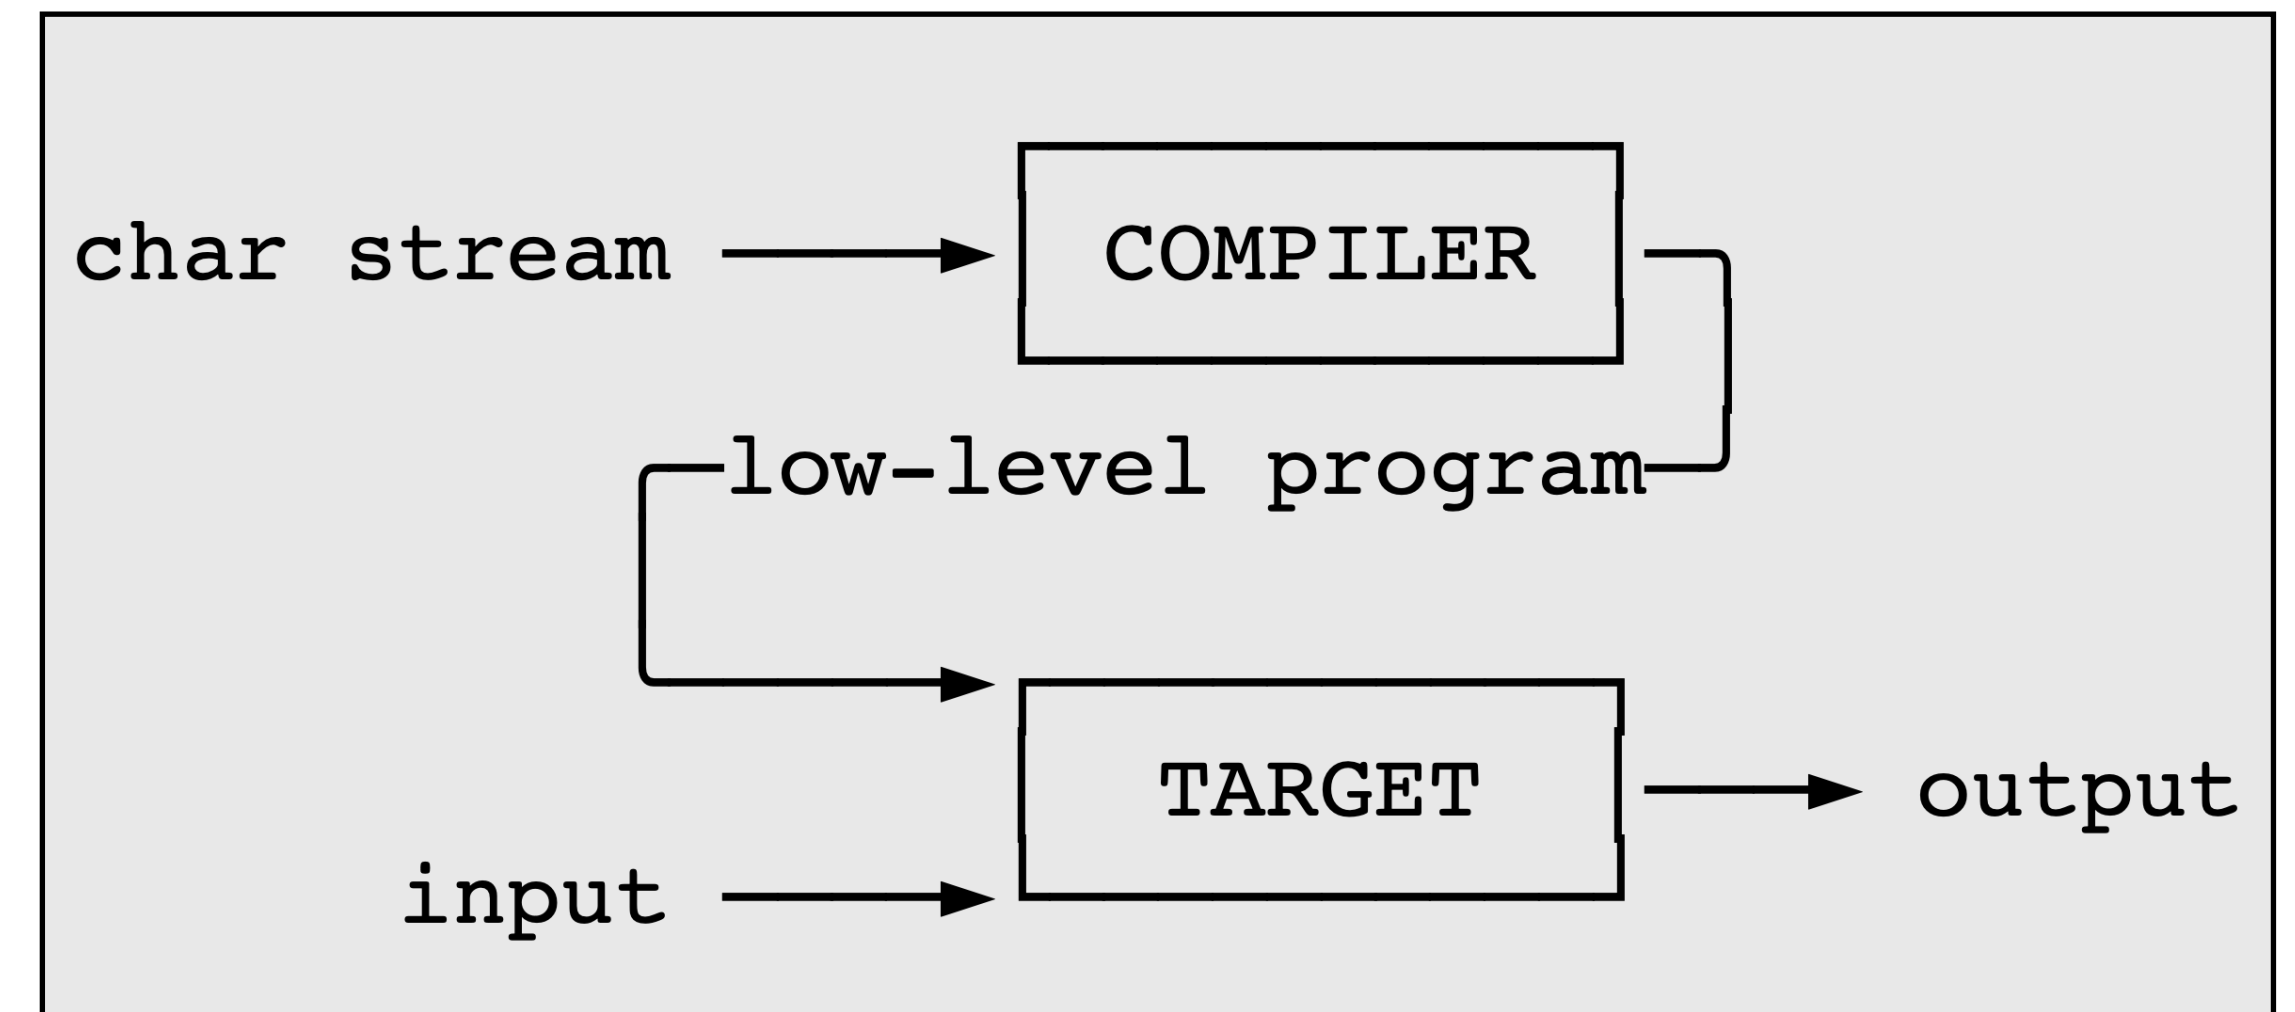 char stream
COMPILER
low-level program
TARGET
output
input